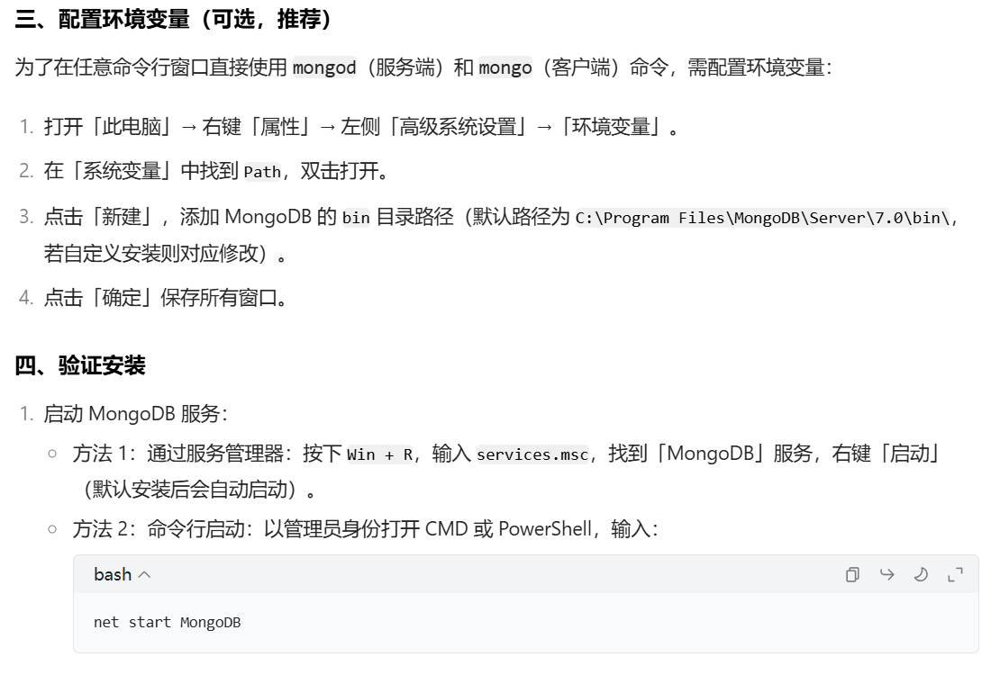 三、配置环境变量（可选，推荐）
为了在任意命令行窗口直接使用 mongod（服务端）和 mongo（客户端）命令，需配置环境变量：
1. 打开「此电脑」→ 右键「属性」→ 左侧「高级系统设置」→「环境变量」。
2. 在「系统变量」中找到 Path，双击打开。
3. 点击「新建」，添加 MongoDB 的 bin 目录路径（默认路径为 C:\Program Files\MongoDB\Server\7.0\bin\，
若自定义安装则对应修改）。
4. 点击「确定」保存所有窗口。
四、验证安装
1. 启动 MongoDB 服务：
○ 方法 1：通过服务管理器：按下 Win + R，输入 services.msc，找到「MongoDB」服务，右键「启动」
（默认安装后会自动启动）。
○ 方法 2：命令行启动：以管理员身份打开 CMD 或 PowerShell，输入：
bash
net start MongoDB